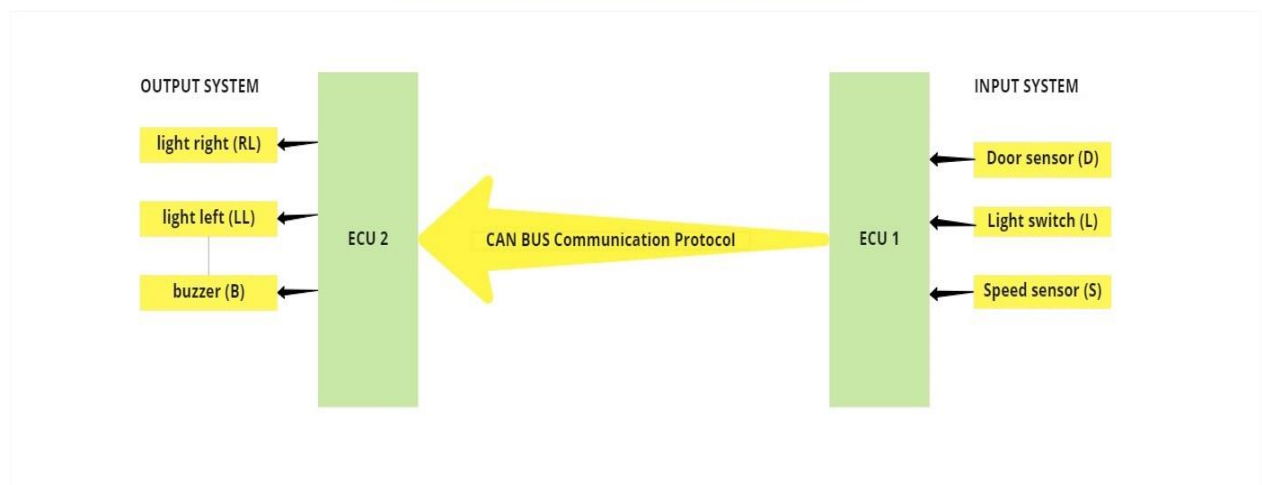 OUTPUT SYSTEM
light right (RL)
light left (LL)
buzzer (B)
ECU 2
CAN BUS Communication Protocol
ECU 1
INPUT SYSTEM
Door sensor (D)
Light switch (L)
Speed sensor (S)